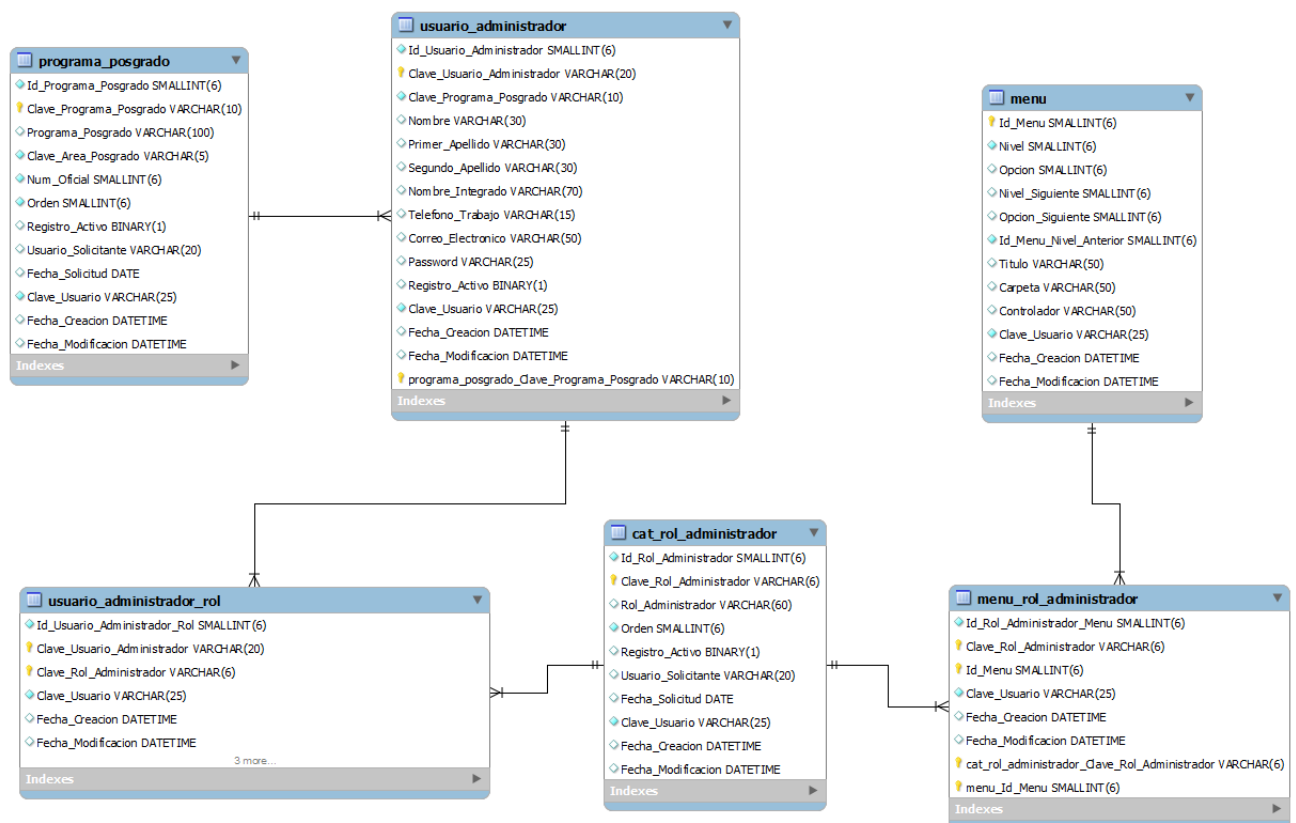 programa_posgrado
Id_Programa_Posgrado SMALLINT(6)
Clave_Programa_Posgrado VARCHAR(10)
Programa_Posgrado VARCHAR(100)
Clave_Area_Posgrado VARCHAR(5)
Num_Oficial SMALLINT(6)
Orden SMALLINT(6)
Registro_Activo BINARY(1)
Usuario_Solicitante VARCHAR(20)
Fecha_Solicitud DATE
Clave_Usuario VARCHAR(25)
Fecha_Creacion DATETIME
Fecha_Modificacion DATETIME
Indexes
usuario_administrador
Id_Usuario_Administrador SMALLINT(6)
Clave_Usuario_Administrador VARCHAR(20)
Clave_Programa_Posgrado VARCHAR(10)
Nombre VARCHAR(30)
Primer_Apellido VARCHAR(30)
Segundo_Apellido VARCHAR(30)
Nombre_Integrado VARCHAR(70)
Telefono_Trabajo VARCHAR(15)
Correo_Electronico VARCHAR(50)
Password VARCHAR(25)
Registro_Activo BINARY(1)
Clave_Usuario VARCHAR(25)
Fecha_Creacion DATETIME
Fecha_Modificacion DATETIME
programa_posgrado_Clave_Programa_Posgrado VARCHAR(10)
Indexes
menu
Id_Menu SMALLINT(6)
Nivel SMALLINT(6)
Opcion SMALLINT(6)
Nivel_Siguiente SMALLINT(6)
Opcion_Siguiente SMALLINT(6)
Id_Menu_Nivel_Anterior SMALLINT(6)
Titulo VARCHAR(50)
Carpeta VARCHAR(50)
Controlador VARCHAR(50)
Clave_Usuario VARCHAR(25)
Fecha_Creacion DATETIME
Fecha_Modificacion DATETIME
Indexes
usuario_administrador_rol
Id_Usuario_Administrador_Rol SMALLINT(6)
Clave_Usuario_Administrador VARCHAR(20)
Clave_Rol_Administrador VARCHAR(6)
Clave_Usuario VARCHAR(25)
Fecha_Creacion DATETIME
Fecha_Modificacion DATETIME
3 more...
Indexes
cat_rol_administrador
Id_Rol_Administrador SMALLINT(6)
Clave_Rol_Administrador VARCHAR(6)
Rol_Administrador VARCHAR(60)
Orden SMALLINT(6)
Registro_Activo BINARY(1)
Usuario_Solicitante VARCHAR(20)
Fecha_Solicitud DATE
Clave_Usuario VARCHAR(25)
Fecha_Creacion DATETIME
Fecha_Modificacion DATETIME
Indexes
menu_rol_administrador
Id_Rol_Administrador_Menu SMALLINT(6)
Clave_Rol_Administrador VARCHAR(6)
Id_Menu SMALLINT(6)
Clave_Usuario VARCHAR(25)
Fecha_Creacion DATETIME
Fecha_Modificacion DATETIME
cat_rol_administrador_Clave_Rol_Administrador VARCHAR(6)
menu_Id_Menu SMALLINT(6)
Indexes